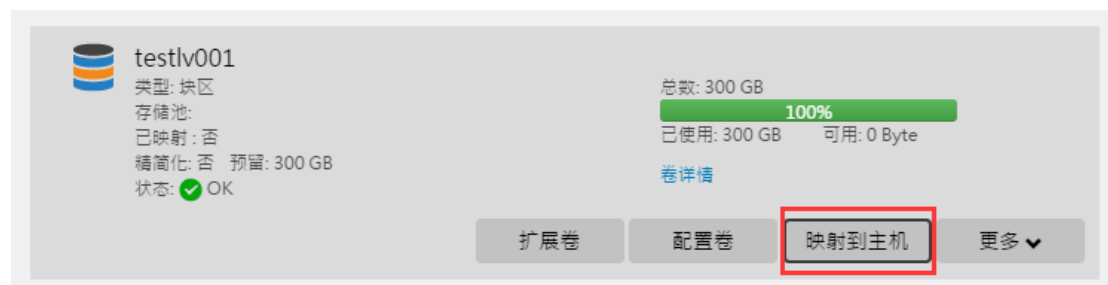 testlv001
类型: 块区
存储池:
已映射 : 否
精简化: 否 预留: 300 GB
状态: OK
总数: 300 GB
100%
已使用: 300 GB 可用: 0 Byte
卷详情
扩展卷 配置卷 映射到主机 更多